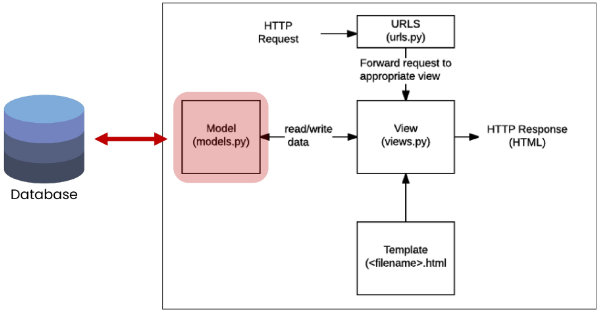 HTTP
Request
URLS
(urls.py)
Forward request to
appropriate view
Model
(models.py)
read/write
data
View
(views.py)
HTTP Response
(HTML)
Database
Template
(<filename>.html